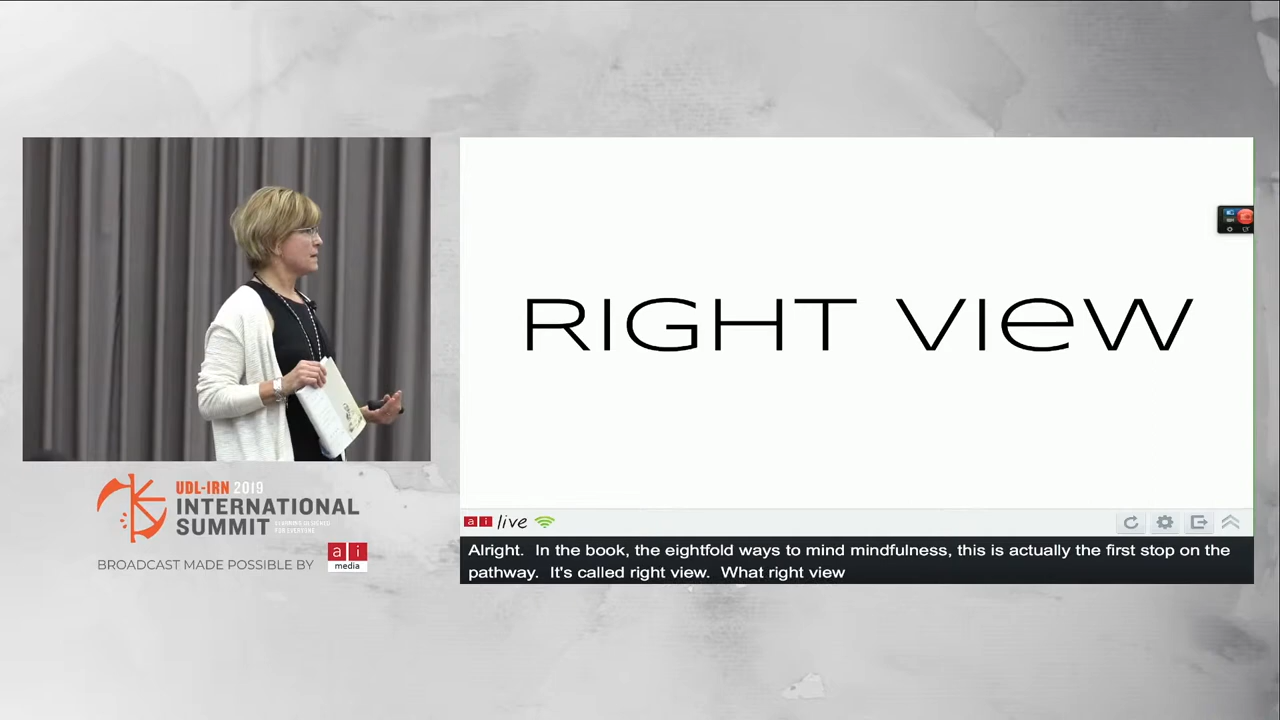 RIGHT VIeW
UDL-IRN 2019
INTERNATIONAL
SUMMIT
FOR EVERYONE
BROADCAST MADE POSSIBLE BY
ai
media
ai live
Alright. In the book, the eightfold ways to mind mindfulness, this is actually the first stop on the
pathway. It's called right view. What right view